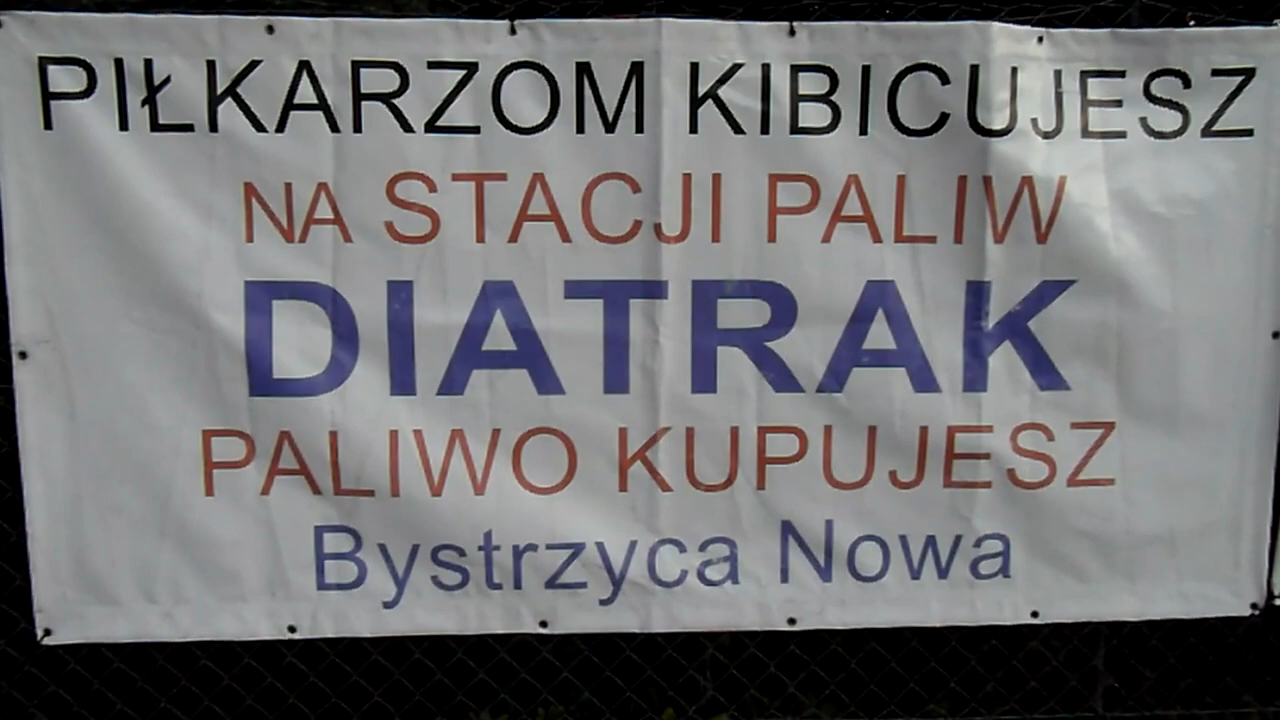 PIŁKARZOM KIBICUJESZ
NA STACJI PALIW
DIATRAK
PALIWO KUPUJESZ
Bystrzyca Nowa